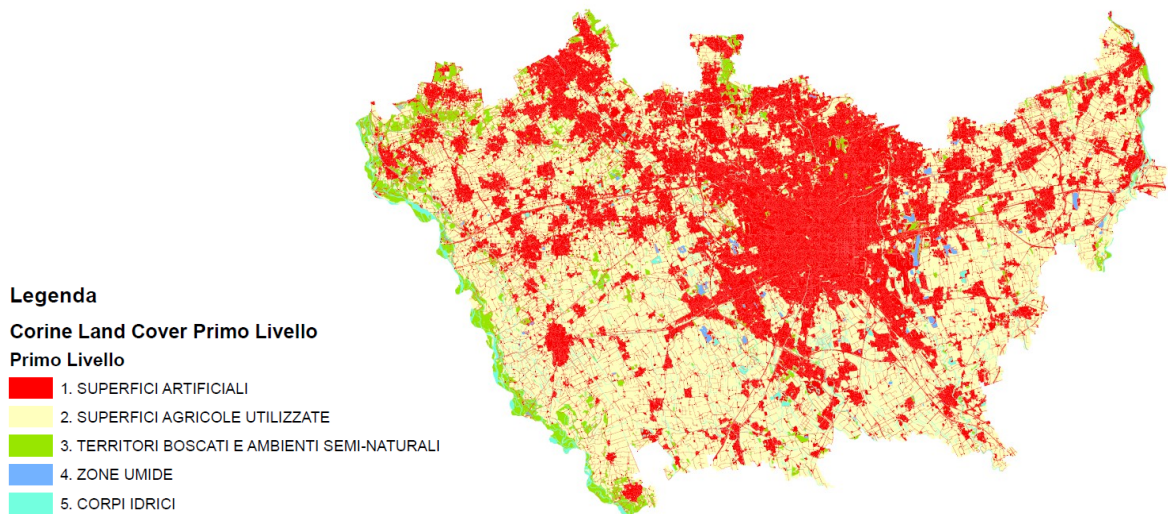 Legenda
Corine Land Cover Primo Livello
Primo Livello
1. SUPERFICI ARTIFICIALI
2. SUPERFICI AGRICOLE UTILIZZATE
3. TERRITORI BOSCATI E AMBIENTI SEMI-NATURALI
4. ZONE UMIDE
5. CORPI IDRICI